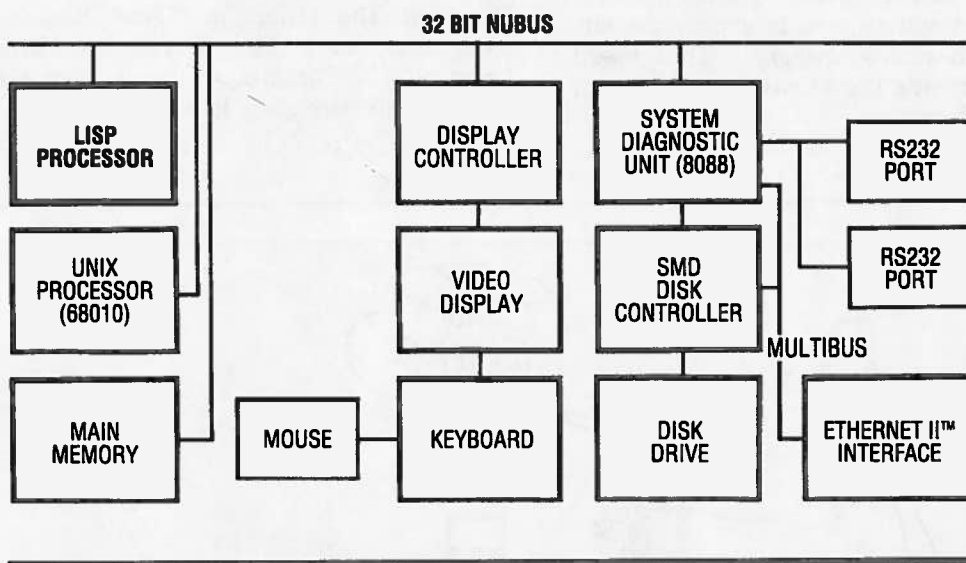 32 BIT NUBUS
LISP
PROCESSOR
DISPLAY
CONTROLLER
SYSTEM
DIAGNOSTIC
UNIT (8088)
RS232
PORT
UNIX
PROCESSOR
(68010)
VIDEO
DISPLAY
SMD
DISK
CONTROLLER
RS232
PORT
MULTIBUS
MAIN
MEMORY
MOUSE
KEYBOARD
DISK
DRIVE
ETHERNET II™
INTERFACE